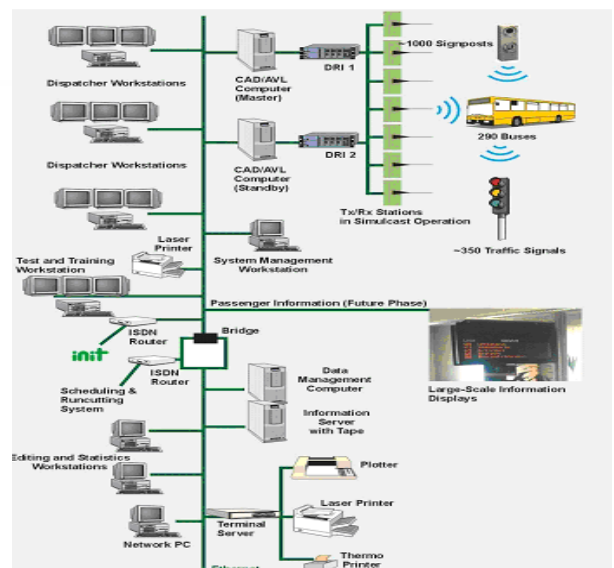 ~1000 Signposts
DRI 1
Dispatcher Workstations
CAD/AVL
Computer
(Master)
290 Buses
DRI 2
Dispatcher Workstations
CAD/AVL
Computer
(Standby)
Tx/Rx Stations
in Simulcast Operation
Laser
Printer
~350 Traffic Signals
System Management
Workstation
Test and Training
Workstation
Passenger Information (Future Phase)
ISDN
Router
Bridge
init
ISDN
Router
Data
Management
Computer
Large-Scale Information
Displays
Scheduling &
Runcutting
System
Information
Server
with Tape
Editing and Statistics
Workstations
Plotter
Laser Printer
Terminal
Server
Network PC
Thermo
Printer